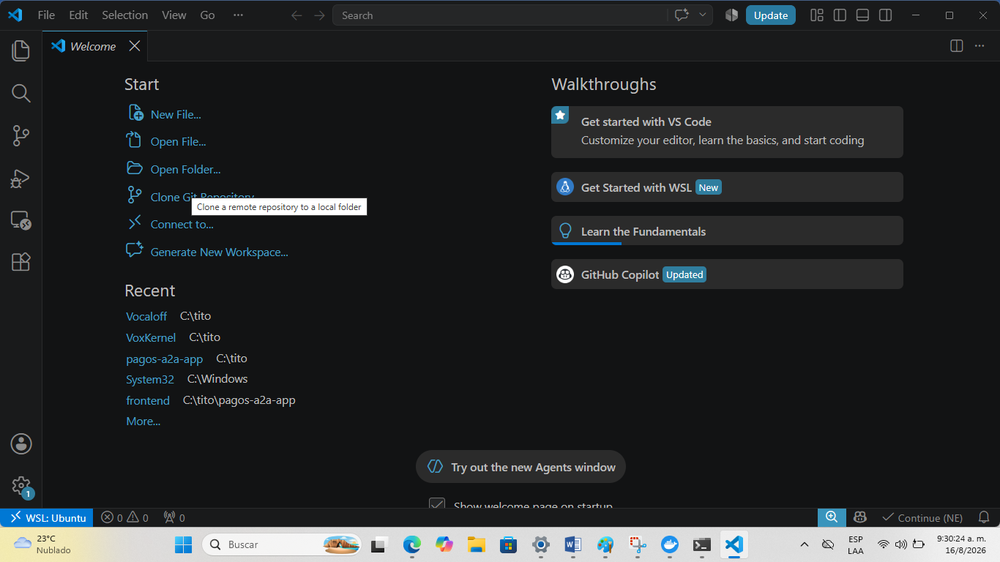 File Edit Selection View Go ··· Search Update
Welcome
Start
New File...
Open File...
Open Folder...
Clone Git Repository
Clone a remote repository to a local folder
Connect to...
Generate New Workspace...
Recent
Vocaloff C:\tito
VoxKernel C:\tito
pagos-a2a-app C:\tito
System32 C:\Windows
frontend C:\tito\pagos-a2a-app
More...
Walkthroughs
Get started with VS Code
Customize your editor, learn the basics, and start coding
Get Started with WSL New
Learn the Fundamentals
GitHub Copilot Updated
Try out the new Agents window
Show welcome page on startup
1
WSL: Ubuntu 0 0 0 Continue (NE)
23°C
Nublado
Buscar
ESP
LAA
9:30:24 a. m.
16/8/2026